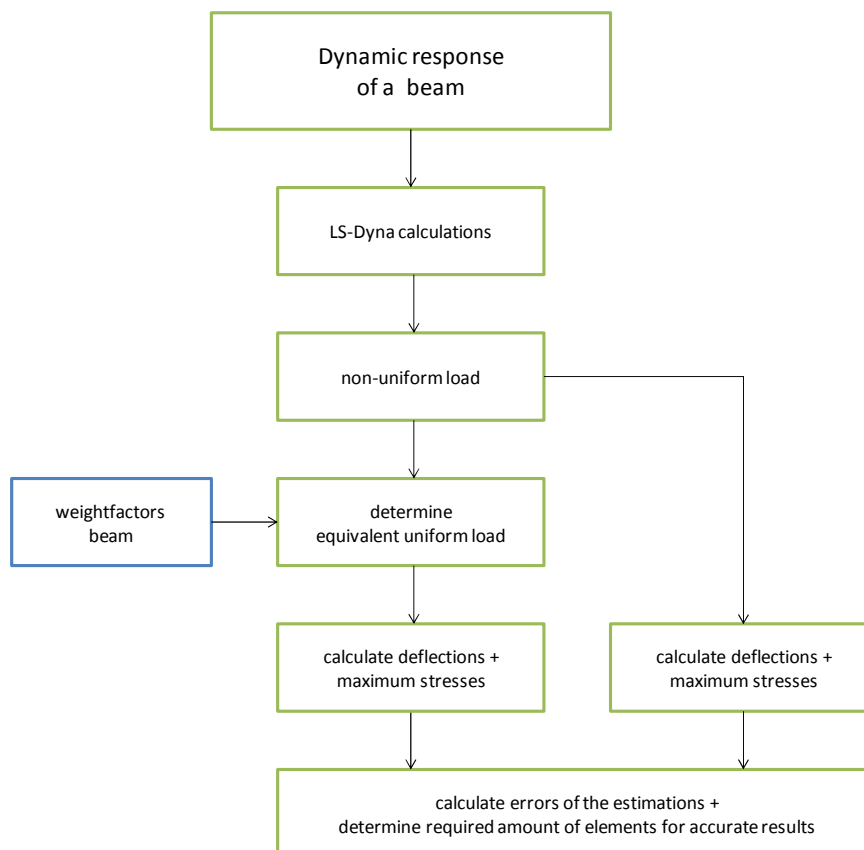 Dynamic response
of a beam
LS-Dyna calculations
non-uniform load
weightfactors
beam
determine
equivalent uniform load
calculate deflections +
maximum stresses
calculate deflections +
maximum stresses
calculate errors of the estimations +
determine required amount of elements for accurate results